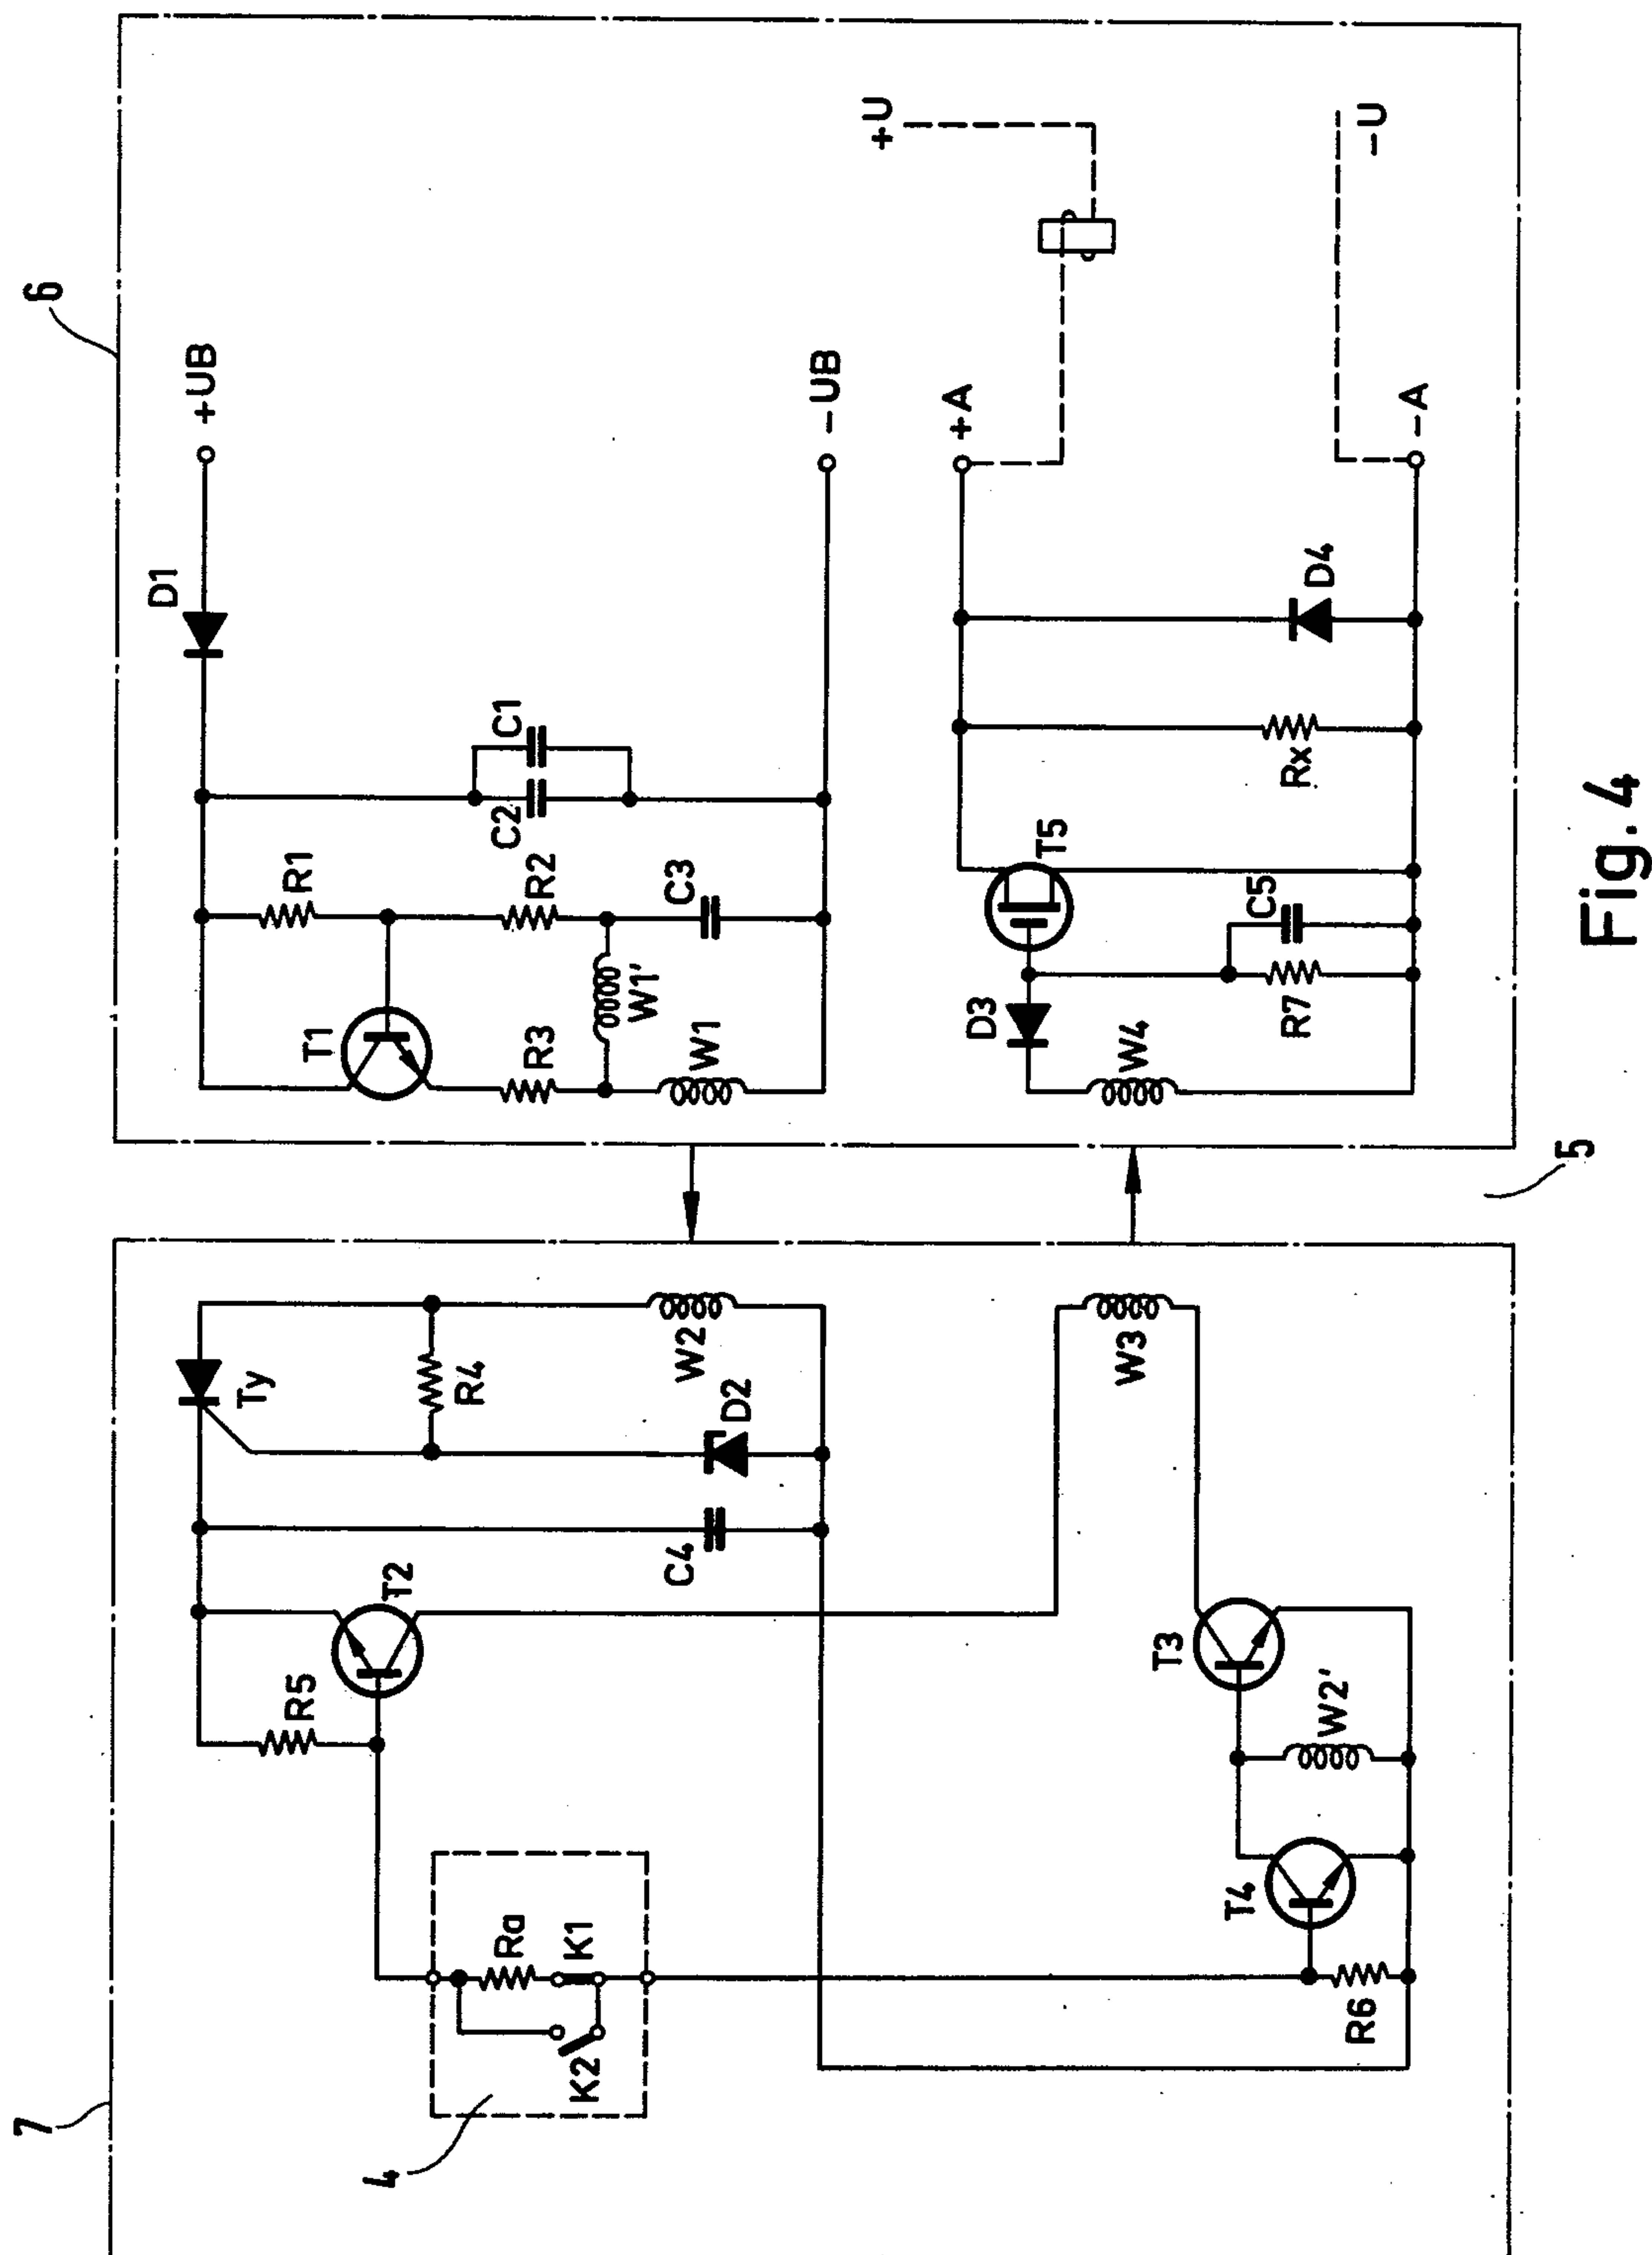 6
+UB
D1
C1
C2
R1
R2
C3
T1
R3
W1'
W1
-UB
+U
-U
+A
-A
D4
Rx
T5
C5
R7
D3
W4
5
7
Ty
R4
W2
D2
C4
T2
R5
Ra
K1
K2
4
W3
T3
W2'
T4
R6
Fig. 4